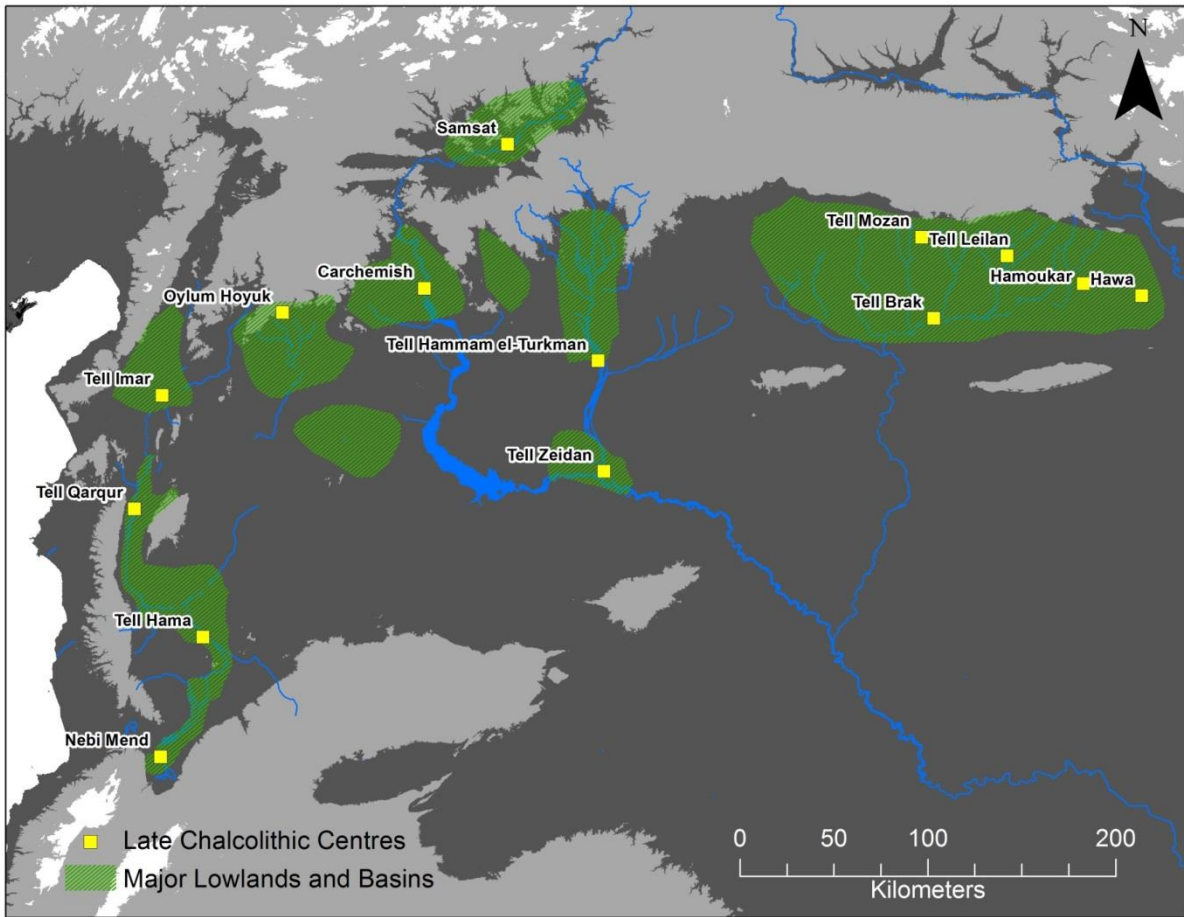 N
Samsat
Tell Mozan
Tell Leilan
Carchemish
Hamoukar
Hawa
Oylum Hoyuk
Tell Brak
Tell Hammam el-Turkman
Tell Imar
Tell Zeidan
Tell Qarqur
Tell Hama
Nebi Mend
Late Chalcolithic Centres
Major Lowlands and Basins
0 50 100 200
Kilometers